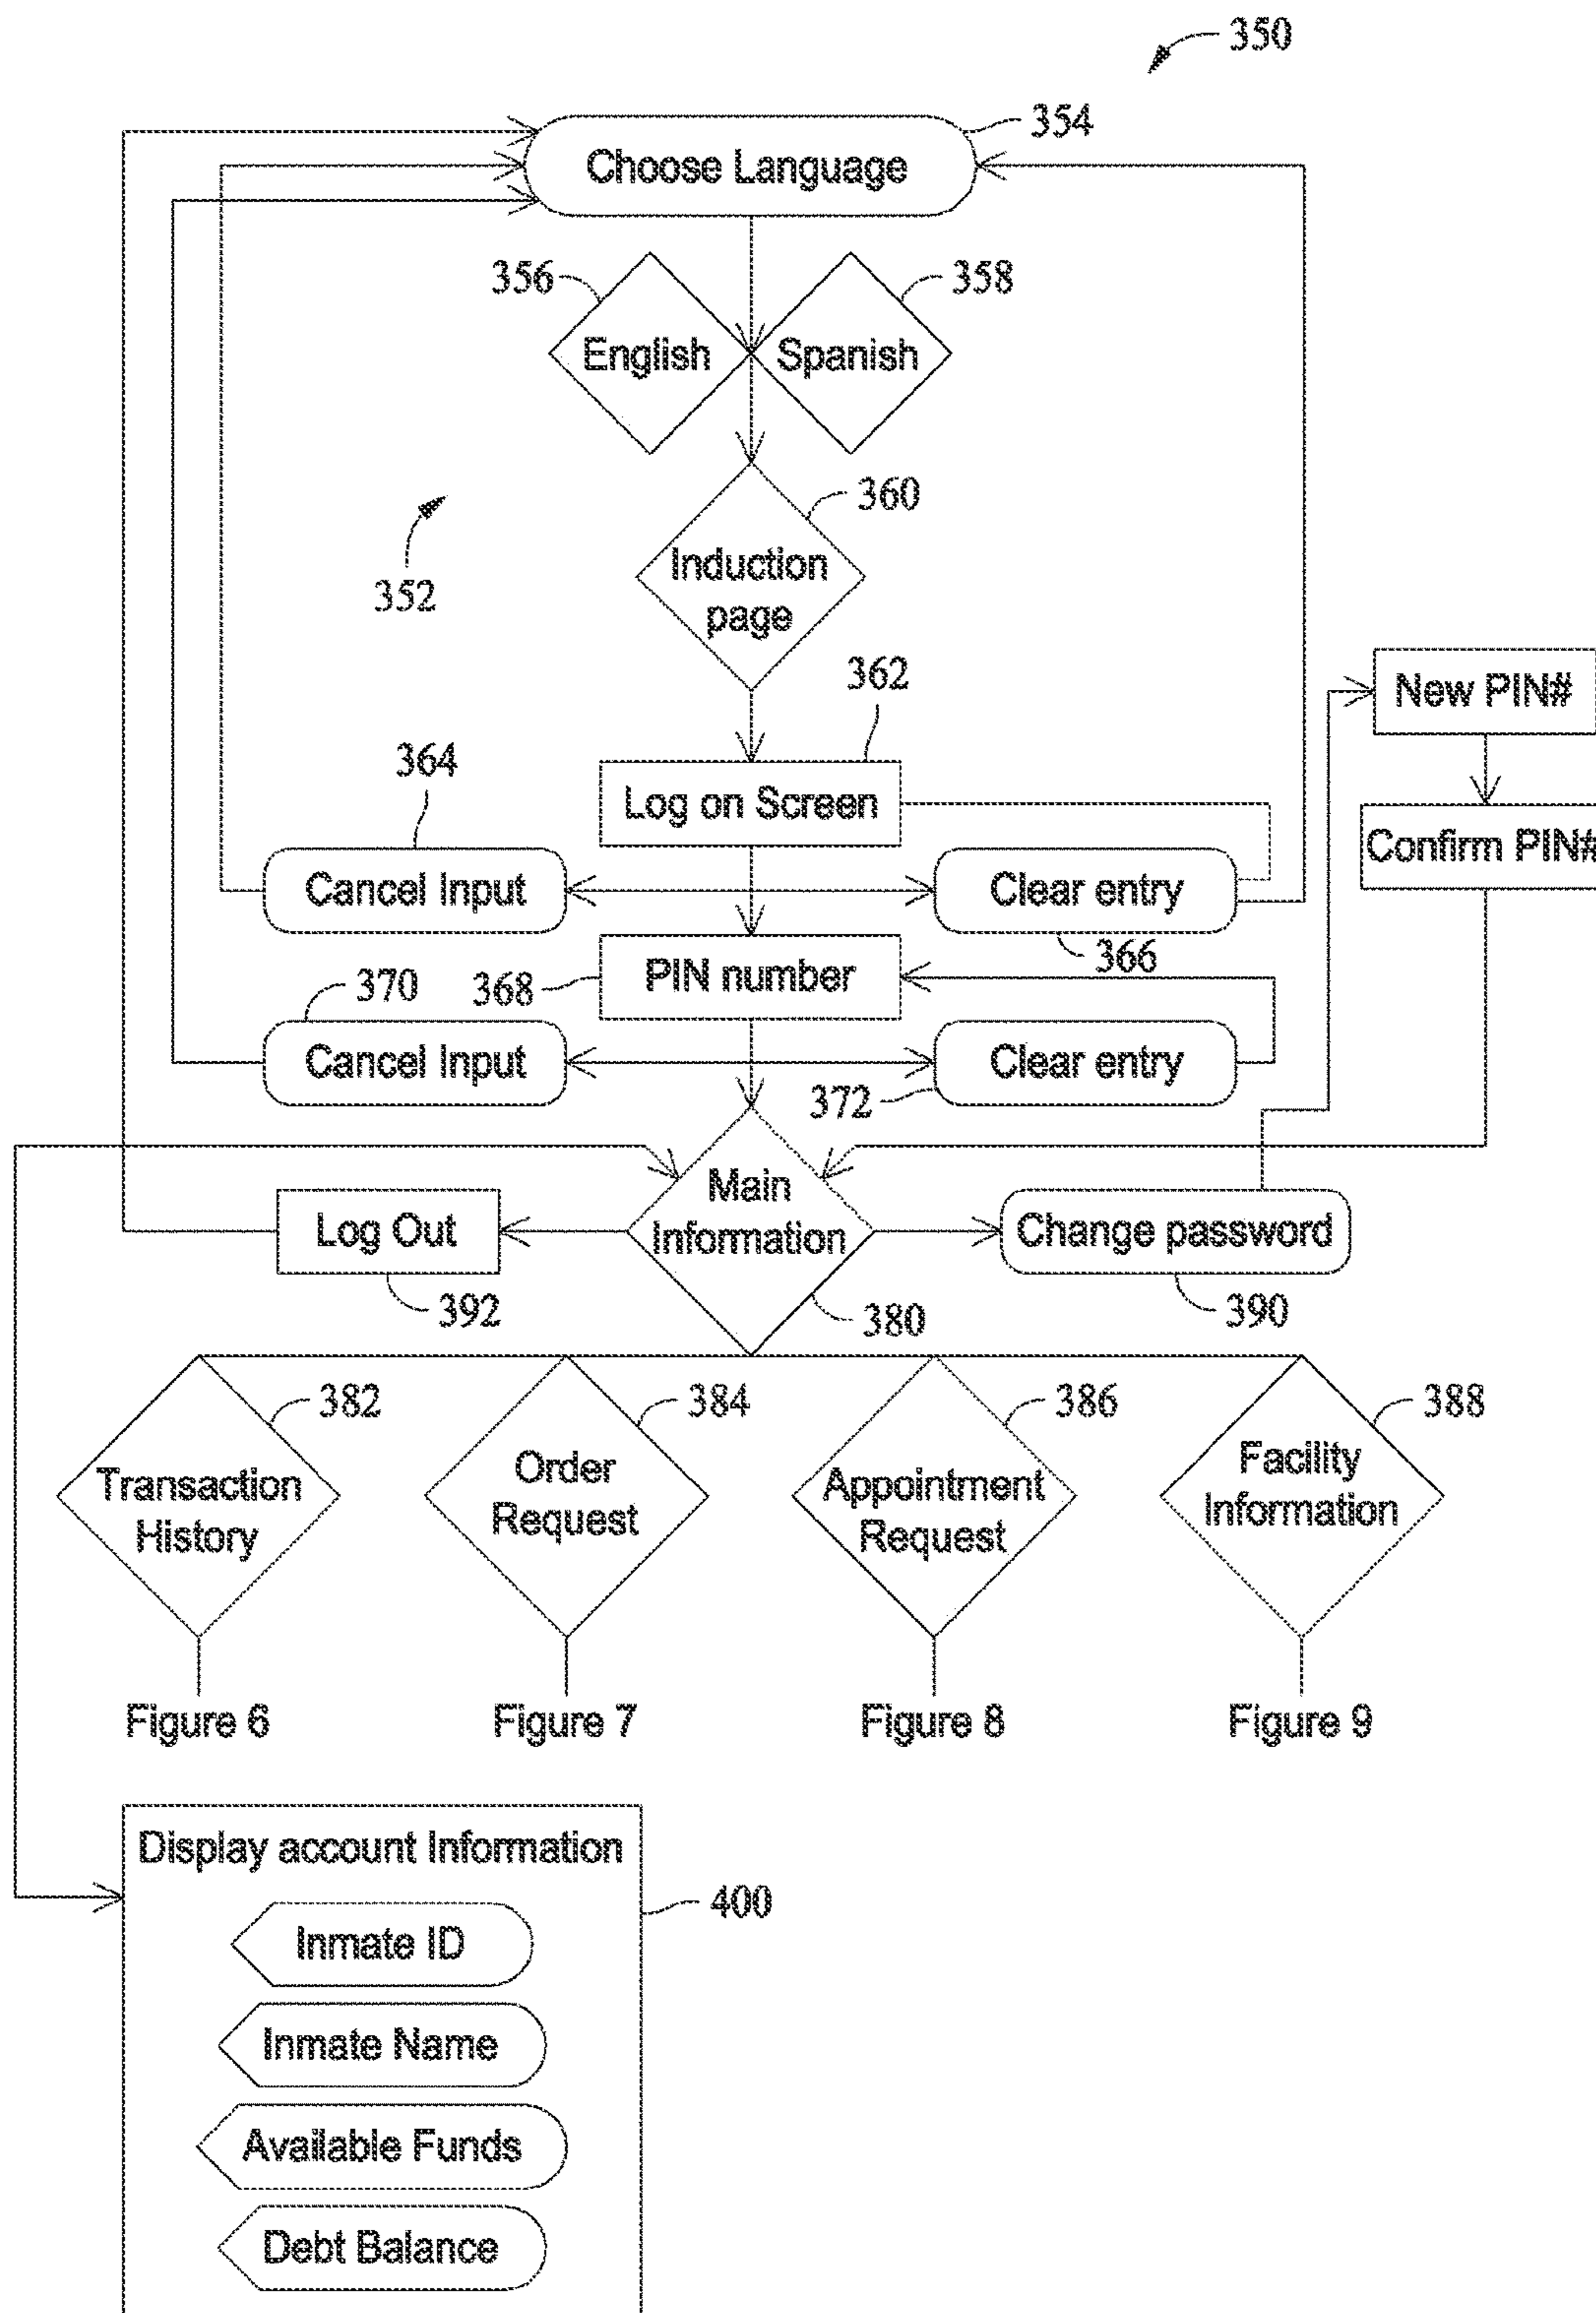 350
354
Choose Language
356
358
English
Spanish
360
Induction
page
352
362
New PIN#
364
Log on Screen
Confirm PIN#
Cancel Input
Clear entry
366
370
368
PIN number
Cancel Input
Clear entry
372
Main
Information
Log Out
Change password
392
380
390
382
384
386
388
Transaction
History
Order
Request
Appointment
Request
Facility
Information
Figure 6
Figure 7
Figure 8
Figure 9
Display account Information
400
Inmate ID
Inmate Name
Available Funds
Debt Balance